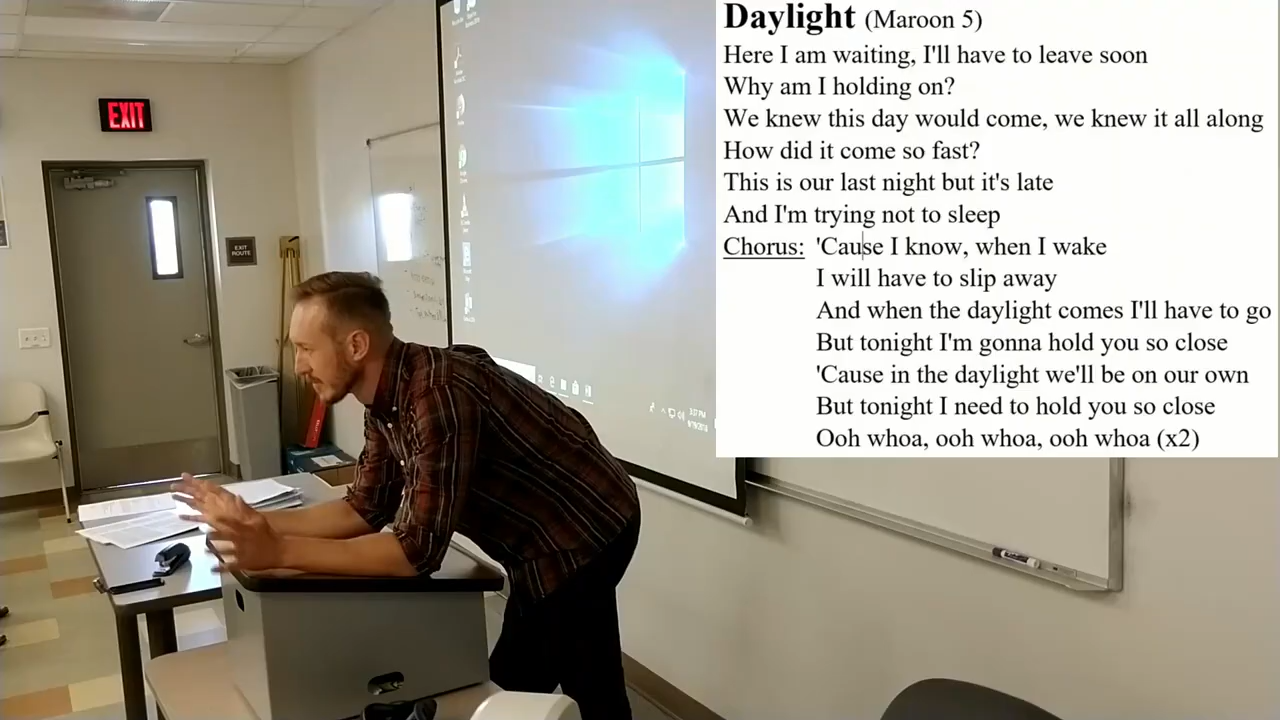 Daylight (Maroon 5)
Here I am waiting, I'll have to leave soon
Why am I holding on?
We knew this day would come, we knew it all along
How did it come so fast?
This is our last night but it's late
And I'm trying not to sleep
Chorus: 'Cause I know, when I wake
I will have to slip away
And when the daylight comes I'll have to go
But tonight I'm gonna hold you so close
'Cause in the daylight we'll be on our own
But tonight I need to hold you so close
Ooh whoa, ooh whoa, ooh whoa (x2)
EXIT
EXIT
ROUTE